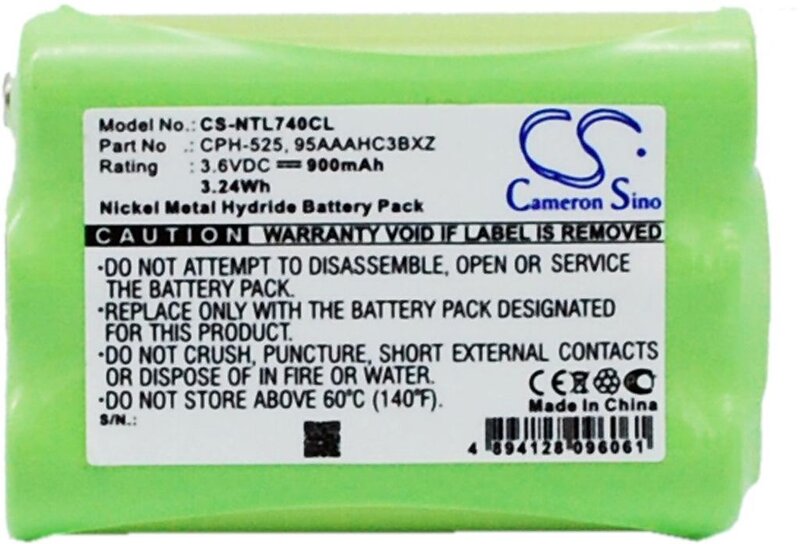 Model No.: CS-NTL740CL
Part No .: CPH-525, 95AAAHC3BXZ
Rating : 3.6VDC 900mAh
3.24Wh
Nickel Metal Hydride Battery Pack
CS
Cameron Sino
CAUTION WARRANTY VOID IF LABEL IS REMOVED
·DO NOT ATTEMPT TO DISASSEMBLE, OPEN OR SERVICE
THE BATTERY PACK.
·REPLACE ONLY WITH THE BATTERY PACK DESIGNATED
FOR THIS PRODUCT.
·DO NOT CRUSH, PUNCTURE, SHORT EXTERNAL CONTACTS
OR DISPOSE OF IN FIRE OR WATER.
·DO NOT STORE ABOVE 60°C (140°F).
S/N.:
CE
Made In China
4 894128 096061